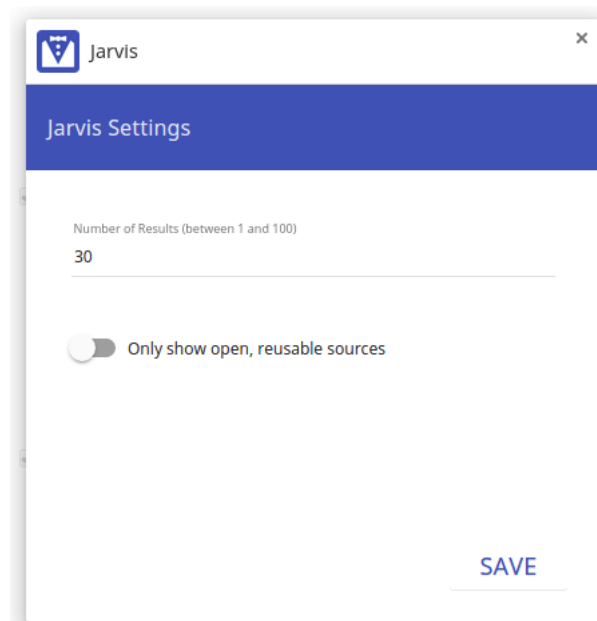 Jarvis
Jarvis Settings
Number of Results (between 1 and 100)
30
Only show open, reusable sources
SAVE